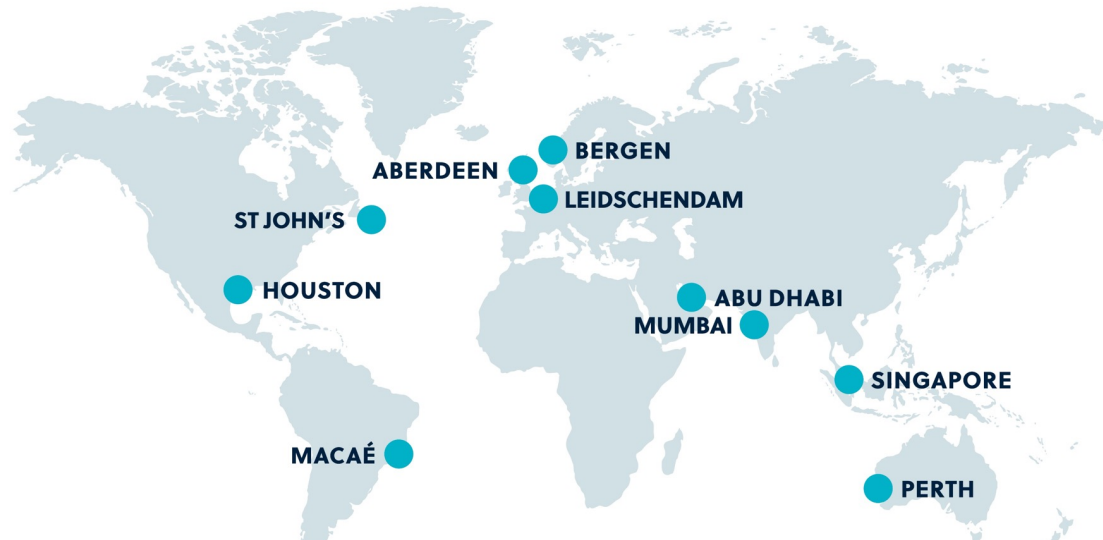 BERGEN
ABERDEEN
LEIDSCHENDAM
ST JOHN’S
HOUSTON
ABU DHABI
MUMBAI
SINGAPORE
MACAÉ
PERTH